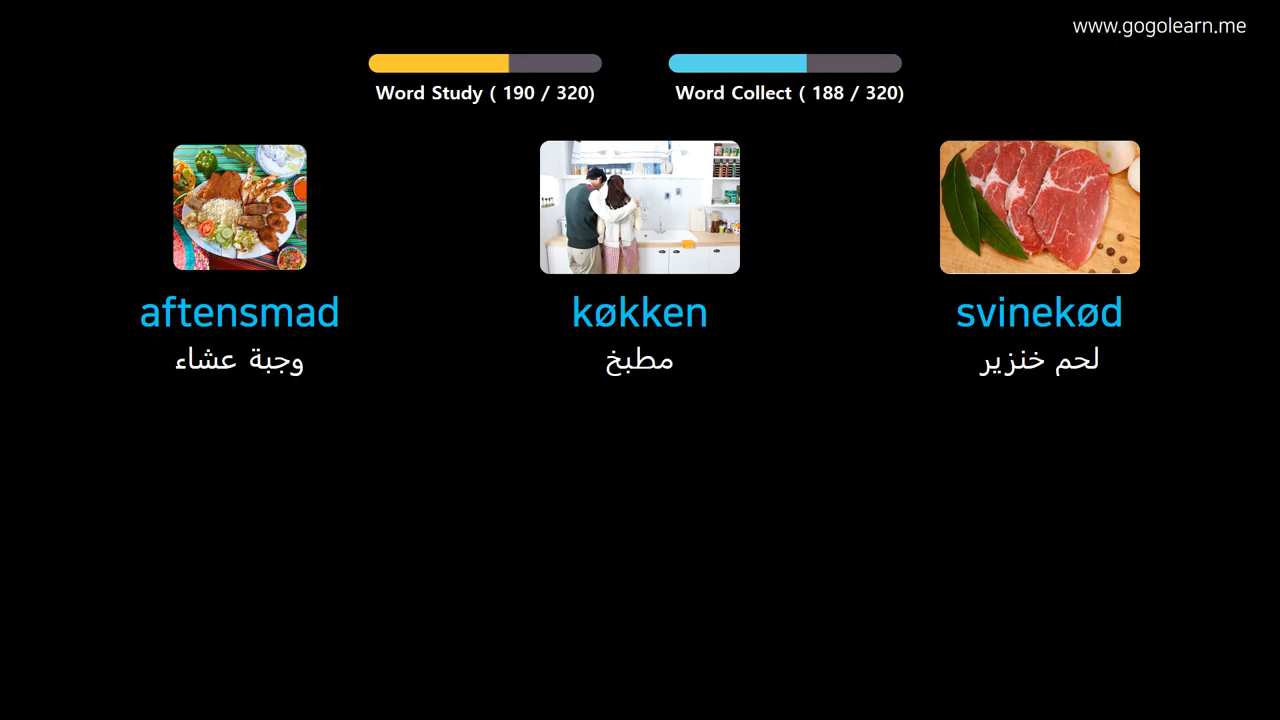 www.gogolearn.me
Word Study ( 190 / 320)
Word Collect ( 188 / 320)
aftensmad
وجبة عشاء
køkken
مطبخ
svinekød
لحم خنزير